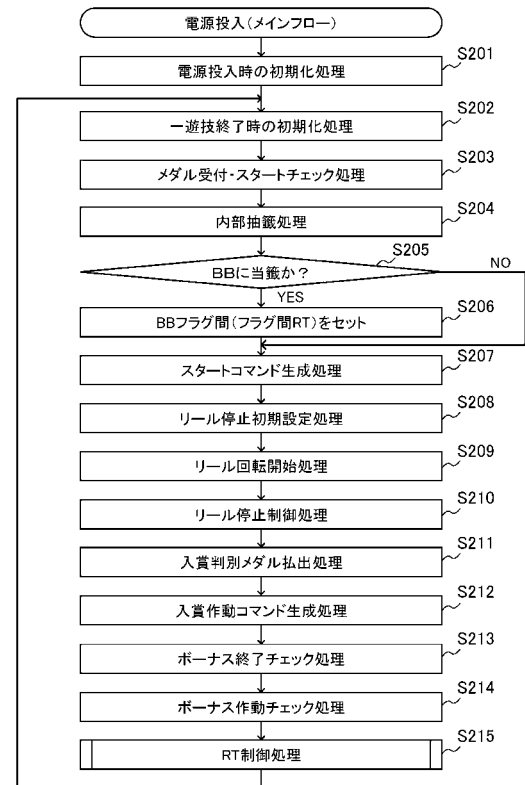 電源投入(メインフロー)
電源投入時の初期化処理
S201
一遊技終了時の初期化処理
S202
メダル受付・スタートチェック処理
S203
内部抽籤処理
S204
BBに当籤か?
S205
NO
YES
BBフラグ間(フラグ間RT)をセット
S206
スタートコマンド生成処理
S207
リール停止初期設定処理
S208
リール回転開始処理
S209
リール停止制御処理
S210
入賞判別メダル払出処理
S211
入賞作動コマンド生成処理
S212
ボーナス終了チェック処理
S213
ボーナス作動チェック処理
S214
RT制御処理
S215